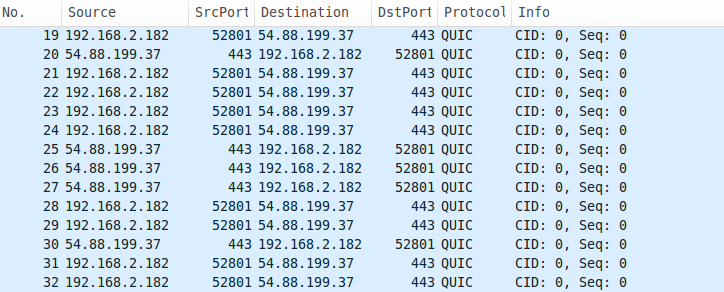 No. Source SrcPort Destination DstPort Protocol Info
19 192.168.2.182 52801 54.88.199.37 443 QUIC CID: 0, Seq: 0
20 54.88.199.37 443 192.168.2.182 52801 QUIC CID: 0, Seq: 0
21 192.168.2.182 52801 54.88.199.37 443 QUIC CID: 0, Seq: 0
22 192.168.2.182 52801 54.88.199.37 443 QUIC CID: 0, Seq: 0
23 192.168.2.182 52801 54.88.199.37 443 QUIC CID: 0, Seq: 0
24 192.168.2.182 52801 54.88.199.37 443 QUIC CID: 0, Seq: 0
25 54.88.199.37 443 192.168.2.182 52801 QUIC CID: 0, Seq: 0
26 54.88.199.37 443 192.168.2.182 52801 QUIC CID: 0, Seq: 0
27 54.88.199.37 443 192.168.2.182 52801 QUIC CID: 0, Seq: 0
28 192.168.2.182 52801 54.88.199.37 443 QUIC CID: 0, Seq: 0
29 192.168.2.182 52801 54.88.199.37 443 QUIC CID: 0, Seq: 0
30 54.88.199.37 443 192.168.2.182 52801 QUIC CID: 0, Seq: 0
31 192.168.2.182 52801 54.88.199.37 443 QUIC CID: 0, Seq: 0
32 192.168.2.182 52801 54.88.199.37 443 QUIC CID: 0, Seq: 0